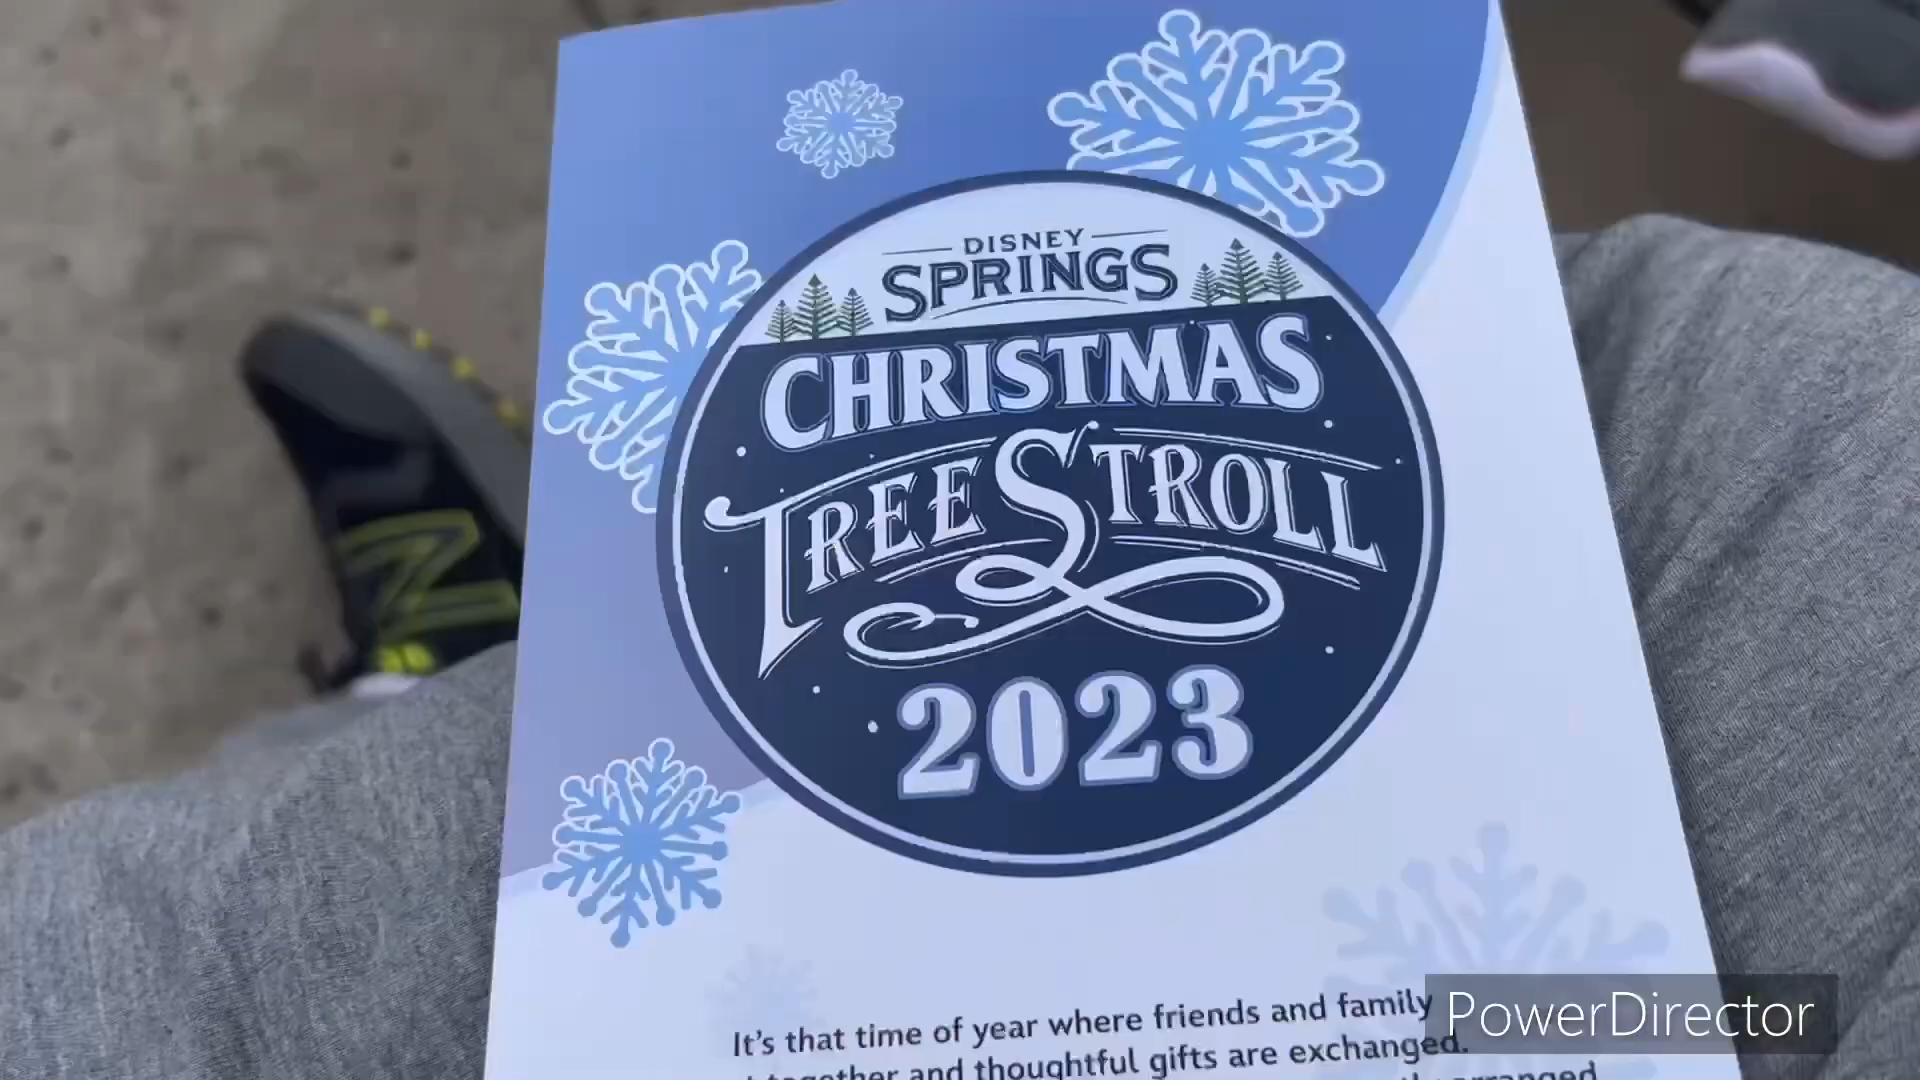 DISNEY
SPRINGS
CHRISTMAS
TREE STROLL
2023
It's that time of year where friends and family
together and thoughtful gifts are exchanged.
arranged
PowerDirector
N